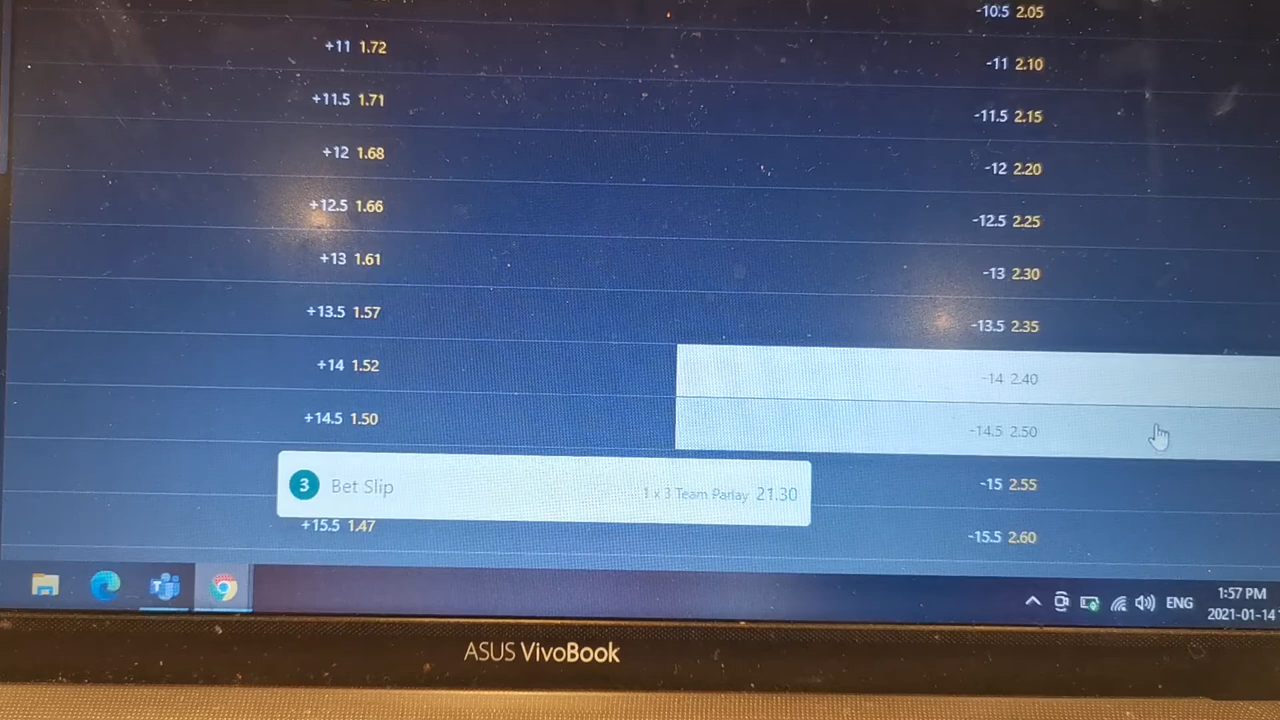 -10.5 2.05
+11 1.72 -11 2.10
+11.5 1.71 -11.5 2.15
+12 1.68 -12 2.20
+12.5 1.66 -12.5 2.25
+13 1.61 -13 2.30
+13.5 1.57 -13.5 2.35
+14 1.52 -14 2.40
+14.5 1.50 -14.5 2.50
3 Bet Slip 1 x 3 Team Parlay 21.30 -15 2.55
+15.5 1.47 -15.5 2.60
ENG 1:57 PM
2021-01-14
ASUS VivoBook